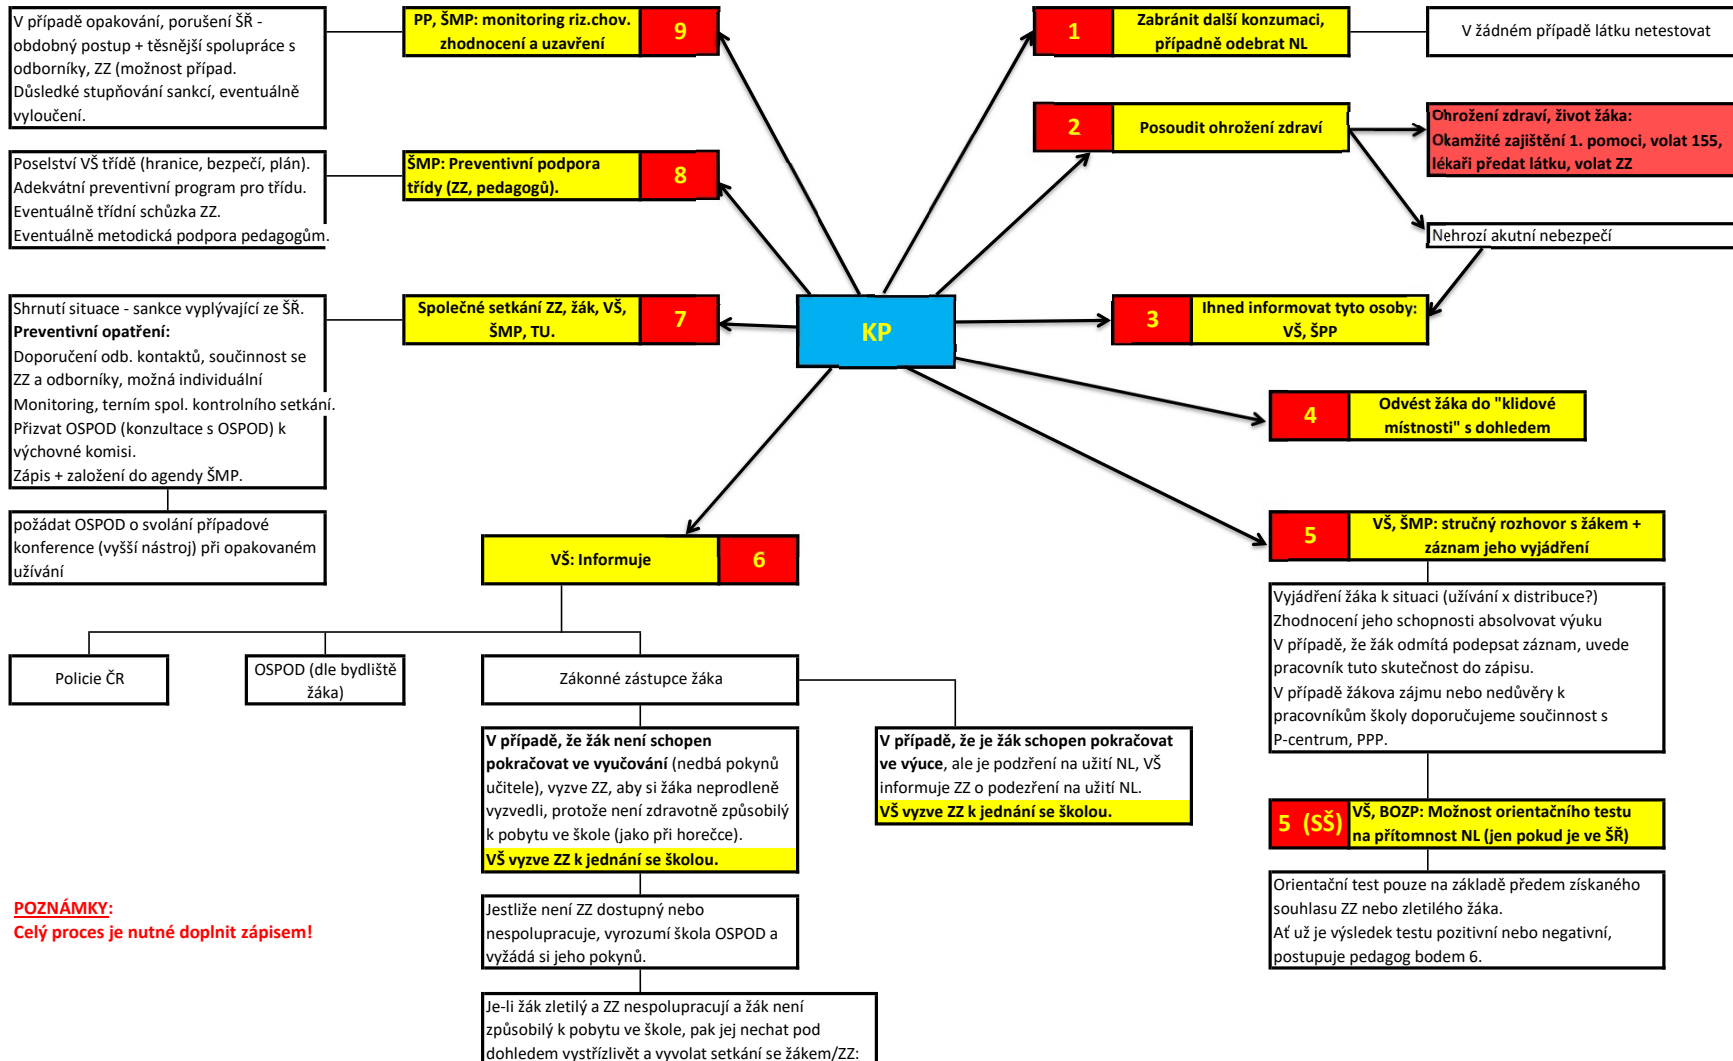 V případě opakování, porušení ŠŘ -
obdobný postup + těsnější spolupráce s
odborníky, ZZ (možnost případ.
Důsledké stupňování sankcí, eventuálně
vyloučení.
PP, ŠMP: monitoring riz.chov.
zhodnocení a uzavření
9
1
Zabránit další konzumaci,
případně odebrat NL
V žádném případě látku netestovat
2
Posoudit ohrožení zdraví
Ohrožení zdraví, život žáka:
Okamžité zajištění 1. pomoci, volat 155,
lékaři předat látku, volat ZZ
Poselství VŠ třídě (hranice, bezpečí, plán).
Adekvátní preventivní program pro třídu.
Eventuálně třídní schůzka ZZ.
Eventuálně metodická podpora pedagogům.
ŠMP: Preventivní podpora
třídy (ZZ, pedagogů).
8
Nehrozí akutní nebezpečí
Shrnutí situace - sankce vyplývající ze ŠŘ.
Preventivní opatření:
Doporučení odb. kontaktů, součinnost se
ZZ a odborníky, možná individuální
Monitoring, terním spol. kontrolního setkání.
Přizvat OSPOD (konzultace s OSPOD) k
výchovné komisi.
Zápis + založení do agendy ŠMP.
Společné setkání ZZ, žák, VŠ,
ŠMP, TU.
7
KP
3
Ihned informovat tyto osoby:
VŠ, ŠPP
4
Odvést žáka do "klidové
místnosti" s dohledem
požádat OSPOD o svolání případové
konference (vyšší nástroj) při opakovaném
užívání
VŠ: Informuje
6
5
VŠ, ŠMP: stručný rozhovor s žákem +
záznam jeho vyjádření
Vyjádření žáka k situaci (užívání x distribuce?)
Zhodnocení jeho schopnosti absolvovat výuku
V případě, že žák odmítá podepsat záznam, uvede
pracovník tuto skutečnost do zápisu.
V případě žákova zájmu nebo nedůvěry k
pracovníkům školy doporučujeme součinnost s
P-centrum, PPP.
Policie ČR
OSPOD (dle bydliště
žáka)
Zákonné zástupce žáka
V případě, že žák není schopen
pokračovat ve vyučování (nedbá pokynů
učitele), vyzve ZZ, aby si žáka neprodleně
vyzvedli, protože není zdravotně způsobilý
k pobytu ve škole (jako při horečce).
VŠ vyzve ZZ k jednání se školou.
V případě, že je žák schopen pokračovat
ve výuce, ale je podzření na užití NL, VŠ
informuje ZZ o podezření na užití NL.
VŠ vyzve ZZ k jednání se školou.
5 (SŠ)
VŠ, BOZP: Možnost orientačního testu
na přítomnost NL (jen pokud je ve ŠŘ)
Orientační test pouze na základě předem získaného
souhlasu ZZ nebo zletilého žáka.
Ať už je výsledek testu pozitivní nebo negativní,
postupuje pedagog bodem 6.
POZNÁMKY:
Celý proces je nutné doplnit zápisem!
Jestliže není ZZ dostupný nebo
nespolupracuje, vyrozumí škola OSPOD a
vyžádá si jeho pokynů.
Je-li žák zletilý a ZZ nespolupracují a žák není
způsobilý k pobytu ve škole, pak jej nechat pod
dohledem vystřízlivět a vyvolat setkání se žákem/ZZ: